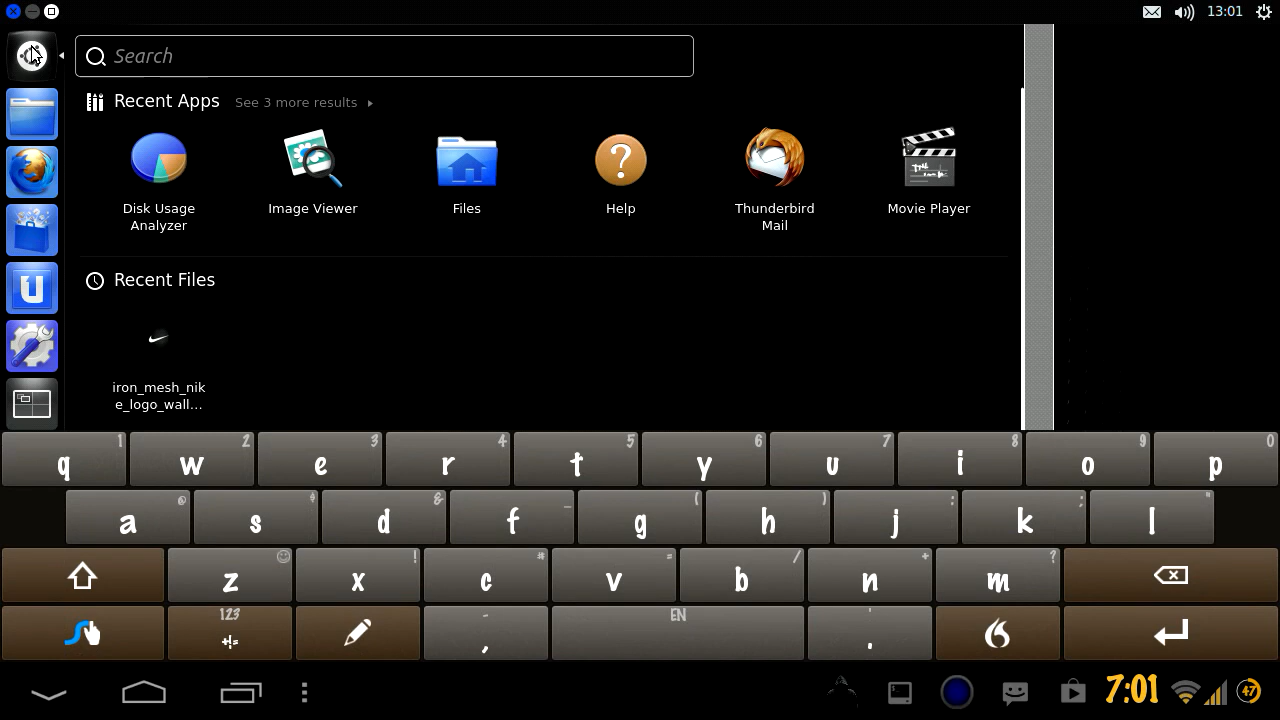 13:01
Search
Recent Apps See 3 more results
Disk Usage Analyzer
Image Viewer
Files
Help
Thunderbird Mail
Movie Player
Recent Files
iron_mesh_nik
e_logo_wall...
1 2 3 4 5 6 7 8 9 0
q w e r t y u i o p
@ & _ ( ) : ; "
a s d f g h j k l
! * = / + ?
z x c v b n m
123 - EN '
+!= , .
7:01 47